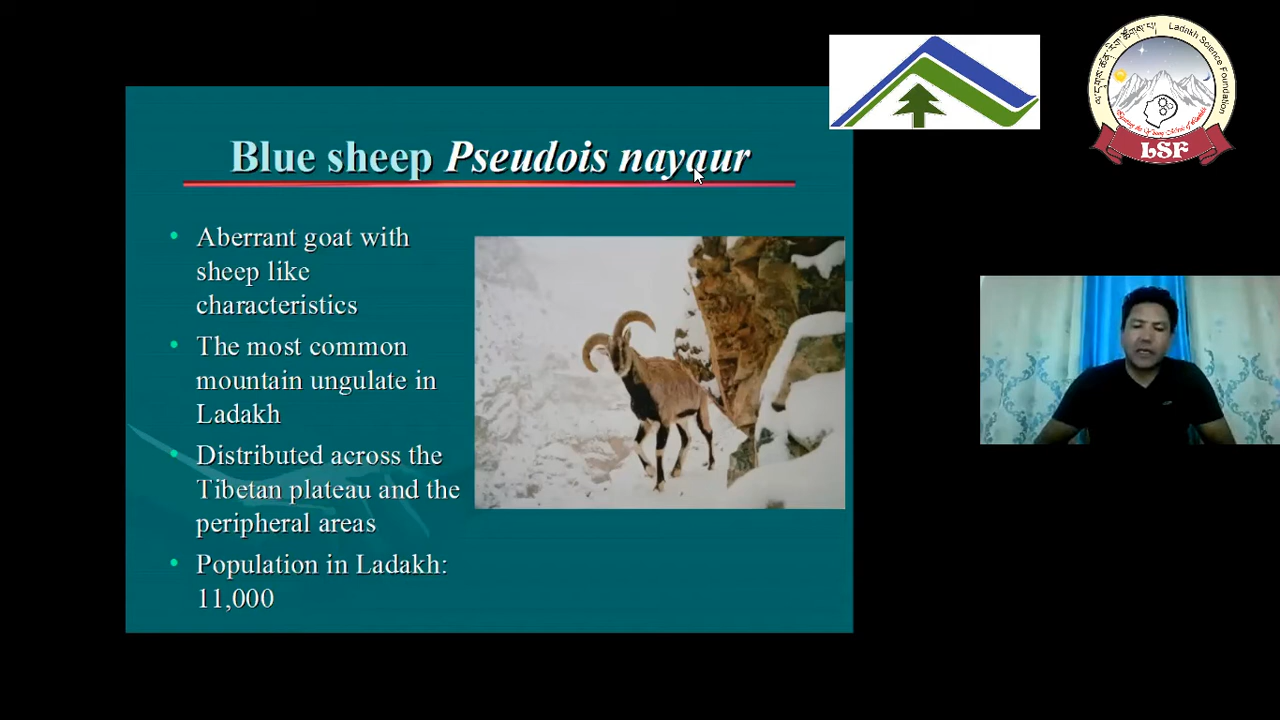 Blue sheep Pseudois nayaur
Aberrant goat with
sheep like
characteristics
The most common
mountain ungulate in
Ladakh
Distributed across the
Tibetan plateau and the
peripheral areas
Population in Ladakh:
11,000
Ladakh Science Foundation
LSF